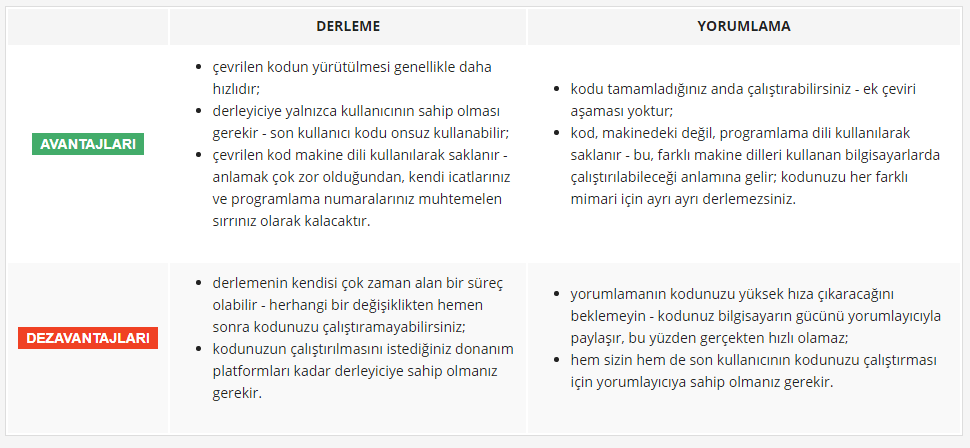 DERLEME
YORUMLAMA
AVANTAJLARI
• çevrilen kodun yürütülmesi genellikle daha
hızlıdır;
• derleyiciye yalnızca kullanıcının sahip olması
gerekir - son kullanıcı kodu onsuz kullanabilir;
• çevrilen kod makine dili kullanılarak saklanır -
anlamak çok zor olduğundan, kendi icatlarınız
ve programlama numaralarınız muhtemelen
sırrınız olarak kalacaktır.
• kodu tamamladığınız anda çalıştırabilirsiniz - ek çeviri
aşaması yoktur;
• kod, makinedeki değil, programlama dili kullanılarak
saklanır - bu, farklı makine dilleri kullanan bilgisayarlarda
çalıştırılabileceği anlamına gelir; kodunuzu her farklı
mimari için ayrı ayrı derlemezsiniz.
DEZAVANTAJLARI
• derlemenin kendisi çok zaman alan bir süreç
olabilir - herhangi bir değişiklikten hemen
sonra kodunuzu çalıştıramayabilirsiniz;
• kodunuzun çalıştırılmasını istediğiniz donanım
platformları kadar derleyiciye sahip olmanız
gerekir.
• yorumlamanın kodunuzu yüksek hıza çıkaracağını
beklemeyin - kodunuz bilgisayarın gücünü yorumlayıcıyla
paylaşır, bu yüzden gerçekten hızlı olamaz;
• hem sizin hem de son kullanıcının kodunuzu çalıştırması
için yorumlayıcıya sahip olmanız gerekir.